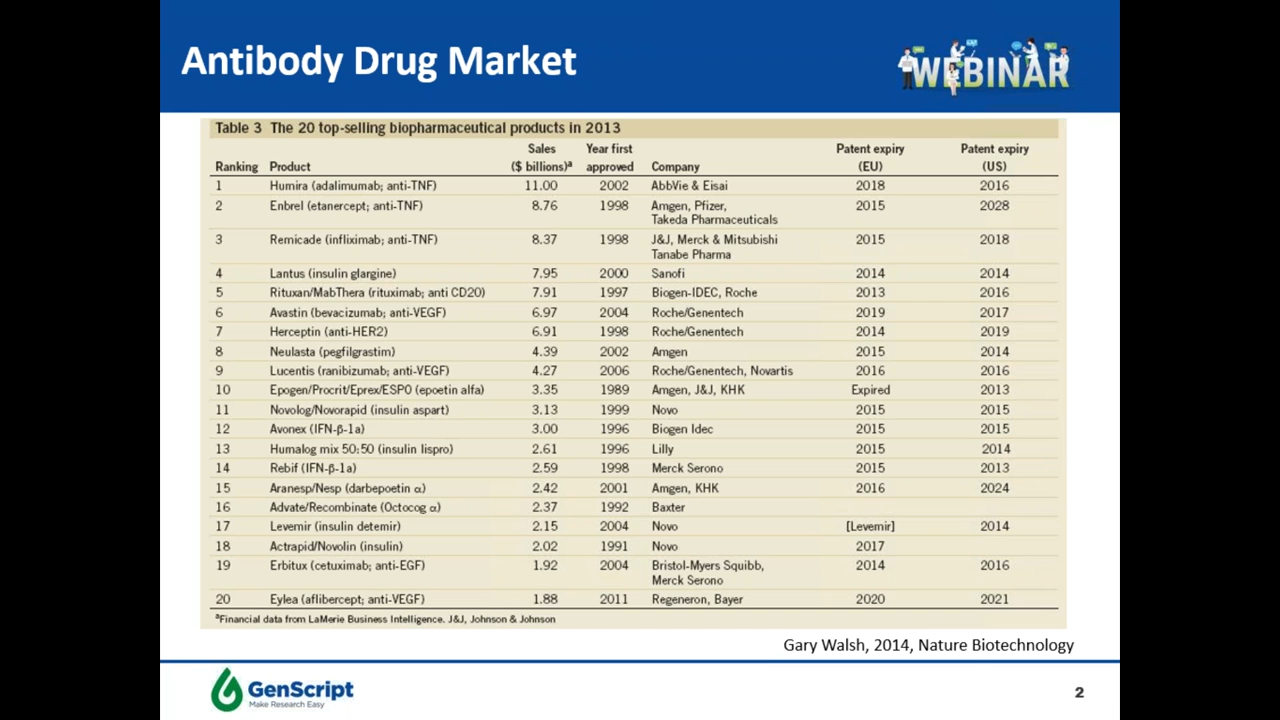 Antibody Drug Market
WEBINAR
Table 3 The 20 top-selling biopharmaceutical products in 2013
Ranking Product Sales ($ billions)a Year first approved Company Patent expiry (EU) Patent expiry (US)
1 Humira (adalimumab; anti-TNF) 11.00 2002 AbbVie & Eisai 2018 2016
2 Enbrel (etanercept; anti-TNF) 8.76 1998 Amgen, Pfizer, 2015 2028
Takeda Pharmaceuticals
3 Remicade (infliximab; anti-TNF) 8.37 1998 J&J, Merck & Mitsubishi 2015 2018
Tanabe Pharma
4 Lantus (insulin glargine) 7.95 2000 Sanofi 2014 2014
5 Rituxan/MabThera (rituximab; anti CD20) 7.91 1997 Biogen-IDEC, Roche 2013 2016
6 Avastin (bevacizumab; anti-VEGF) 6.97 2004 Roche/Genentech 2019 2017
7 Herceptin (anti-HER2) 6.91 1998 Roche/Genentech 2014 2019
8 Neulasta (pegfilgrastim) 4.39 2002 Amgen 2015 2014
9 Lucentis (ranibizumab; anti-VEGF) 4.27 2006 Roche/Genentech, Novartis 2016 2016
10 Epogen/Procrit/Eprex/ESPO (epoetin alfa) 3.35 1989 Amgen, J&J, KHK Expired 2013
11 Novolog/Novorapid (insulin aspart) 3.13 1999 Novo 2015 2015
12 Avonex (IFN-β-1a) 3.00 1996 Biogen Idec 2015 2015
13 Humalog mix 50:50 (insulin lispro) 2.61 1996 Lilly 2015 2014
14 Rebif (IFN-β-1a) 2.59 1998 Merck Serono 2015 2013
15 Aranesp/Nesp (darbepoetin α) 2.42 2001 Amgen, KHK 2016 2024
16 Advate/Recombinate (Octocog α) 2.37 1992 Baxter
17 Levemir (insulin detemir) 2.15 2004 Novo [Levemir] 2014
18 Actrapid/Novolin (insulin) 2.02 1991 Novo 2017
19 Erbitux (cetuximab; anti-EGF) 1.92 2004 Bristol-Myers Squibb, 2014 2016
Merck Serono
20 Eylea (aflibercept; anti-VEGF) 1.88 2011 Regeneron, Bayer 2020 2021
aFinancial data from LaMerie Business Intelligence. J&J, Johnson & Johnson
Gary Walsh, 2014, Nature Biotechnology
GenScript
Make Research Easy
2